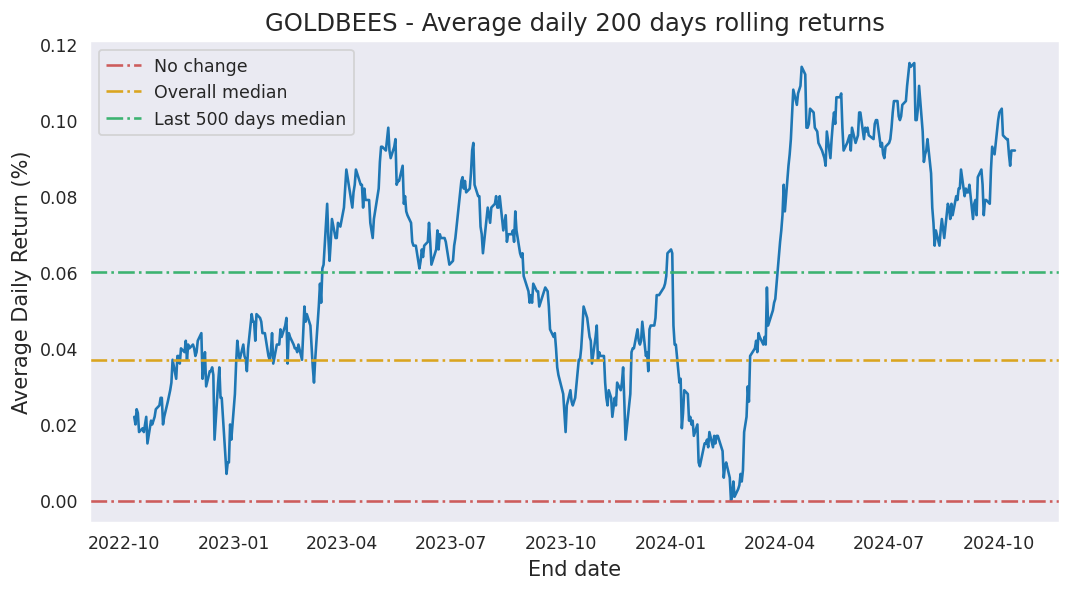 GOLDBEES - Average daily 200 days rolling returns
No change
Overall median
Last 500 days median
Average Daily Return (%)
0.12
0.10
0.08
0.06
0.04
0.02
0.00
2022-10 2023-01 2023-04 2023-07 2023-10 2024-01 2024-04 2024-07 2024-10
End date